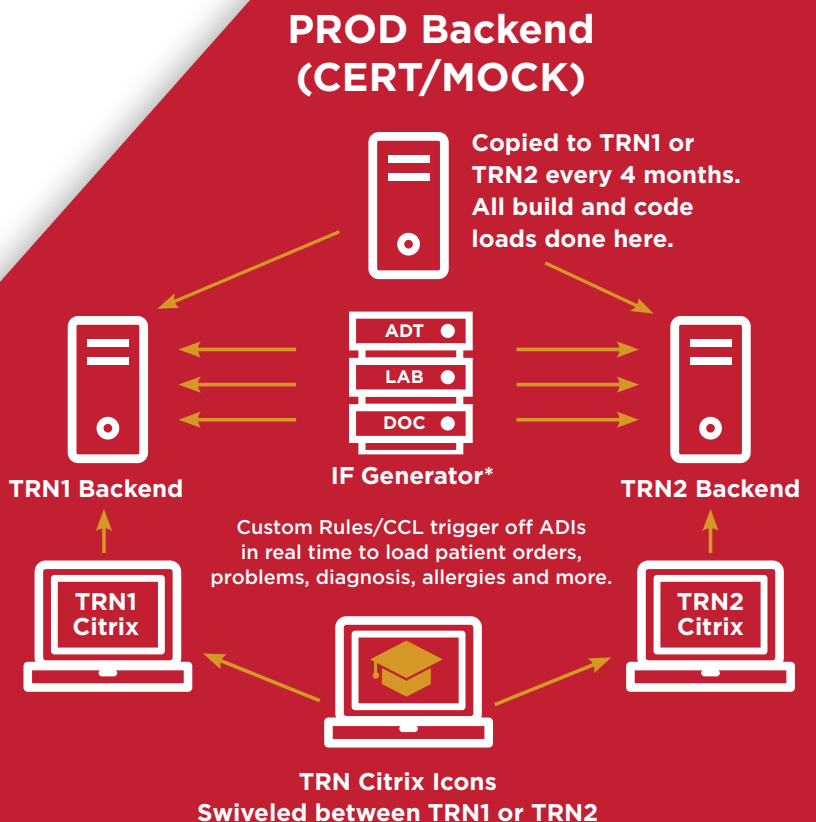 PROD Backend
(CERT/MOCK)
Copied to TRN1 or
TRN2 every 4 months.
All build and code
loads done here.
ADT
LAB
DOC
TRN1 Backend
IF Generator*
TRN2 Backend
Custom Rules/CCL trigger off ADIs
in real time to load patient orders,
problems, diagnosis, allergies and more.
TRN1
Citrix
TRN2
Citrix
TRN Citrix Icons
Swiveled between TRN1 or TRN2